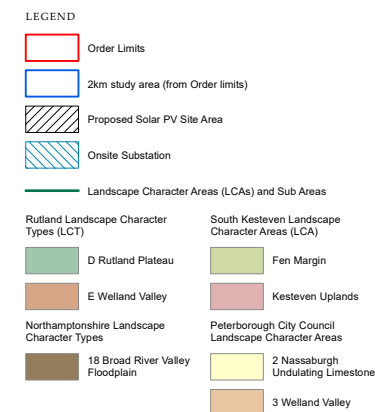 LEGEND
Order Limits
2km study area (from Order limits)
Proposed Solar PV Site Area
Onsite Substation
Landscape Character Areas (LCAs) and Sub Areas
Rutland Landscape Character
Types (LCT)
D Rutland Plateau
E Welland Valley
South Kesteven Landscape
Character Areas (LCA)
Fen Margin
Kesteven Uplands
Northamptonshire Landscape
Character Types
18 Broad River Valley
Floodplain
Peterborough City Council
Landscape Character Areas
2 Nassaburgh
Undulating Limestone
3 Welland Valley